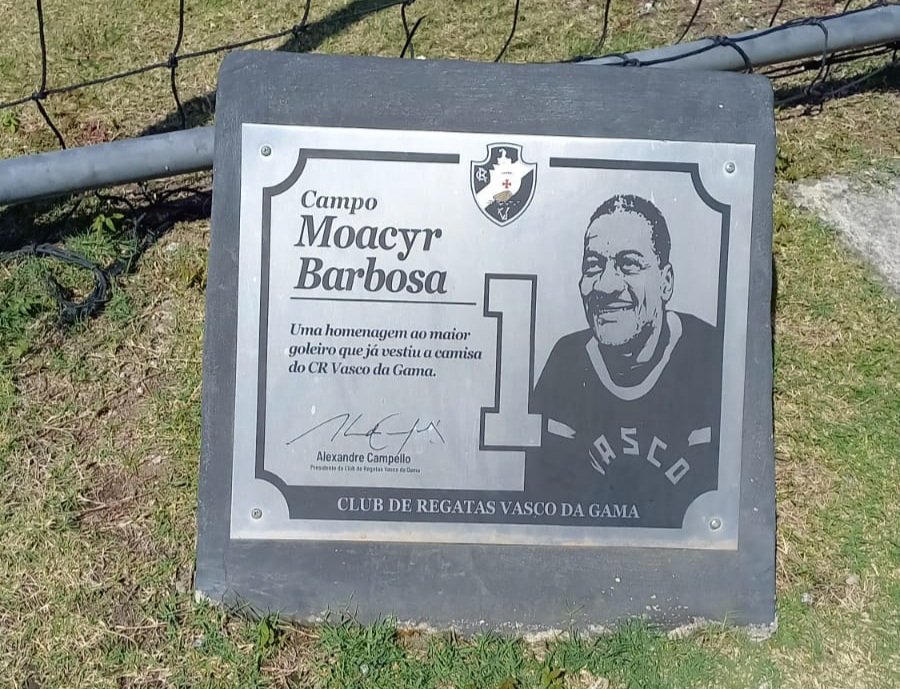 Campo
Moacyr
Barbosa
Uma homenagem ao maior
goleiro que já vestiu a camisa
do CR Vasco da Gama.
Alexandre Campello
Presidente do Club de Regatas Vasco da Gama
1
VASCO
CLUB DE REGATAS VASCO DA GAMA